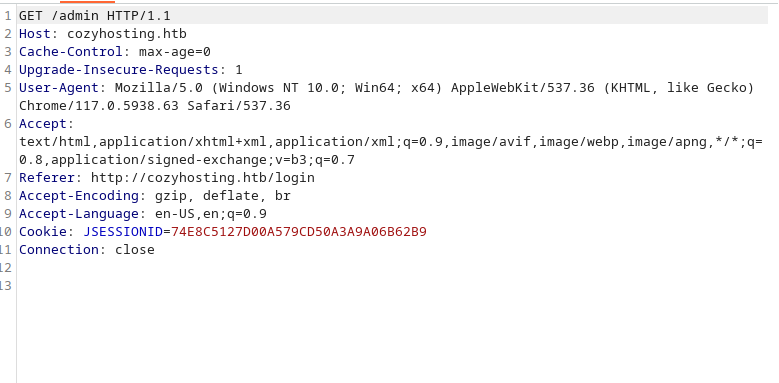 1 GET /admin HTTP/1.1
2 Host: cozyhosting.htb
3 Cache-Control: max-age=0
4 Upgrade-Insecure-Requests: 1
5 User-Agent: Mozilla/5.0 (Windows NT 10.0; Win64; x64) AppleWebKit/537.36 (KHTML, like Gecko)
Chrome/117.0.5938.63 Safari/537.36
6 Accept:
text/html,application/xhtml+xml,application/xml;q=0.9,image/avif,image/webp,image/apng,*/*;q=
0.8,application/signed-exchange;v=b3;q=0.7
7 Referer: http://cozyhosting.htb/login
8 Accept-Encoding: gzip, deflate, br
9 Accept-Language: en-US,en;q=0.9
10 Cookie: JSESSIONID=74E8C5127D00A579CD50A3A9A06B62B9
11 Connection: close
12
13